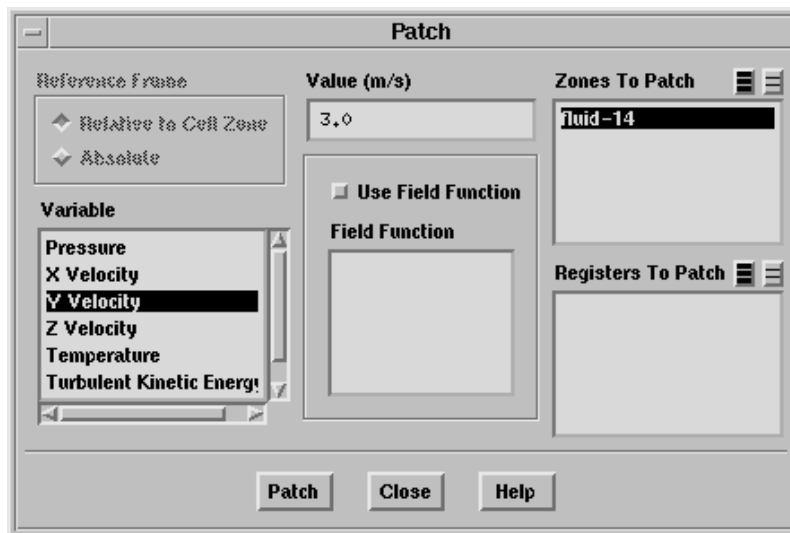 Patch
Reference Frame
Relative to Cell Zone
Absolute
Variable
Pressure
X Velocity
Y Velocity
Z Velocity
Temperature
Turbulent Kinetic Energy
Value (m/s)
3.0
Use Field Function
Field Function
Zones To Patch
fluid-14
Registers To Patch
Patch
Close
Help